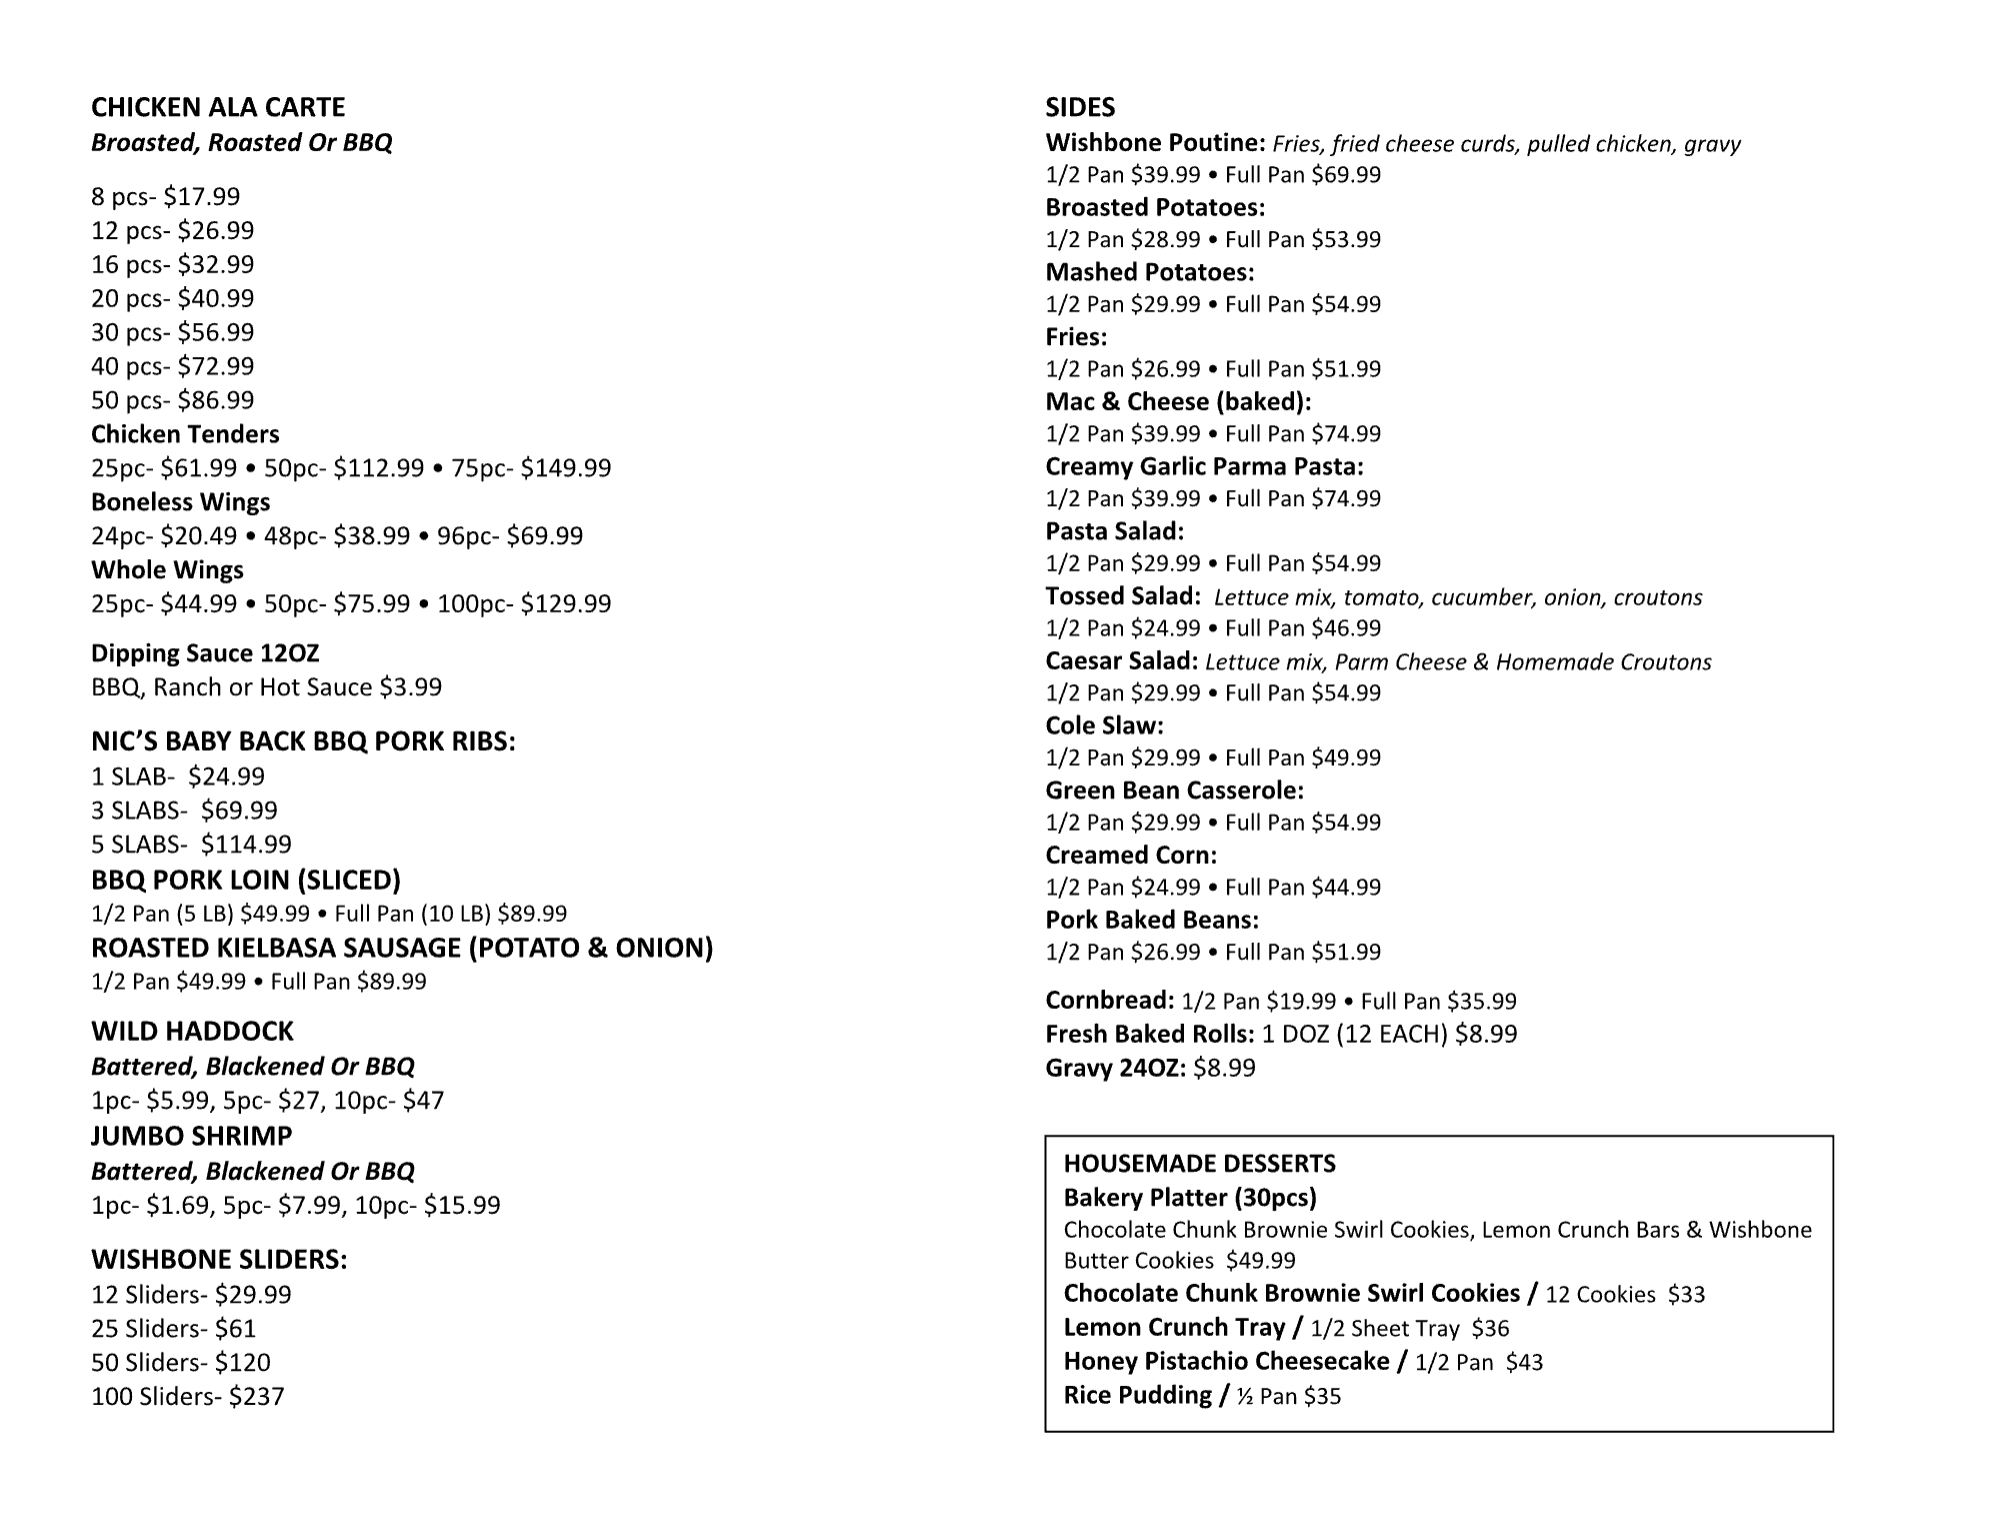 CHICKEN ALA CARTE
Broasted, Roasted Or BBQ
8 pcs- $17.99
12 pcs- $26.99
16 pcs- $32.99
20 pcs- $40.99
30 pcs- $56.99
40 pcs- $72.99
50 pcs- $86.99
Chicken Tenders
25pc- $61.99 • 50pc- $112.99 • 75pc- $149.99
Boneless Wings
24pc- $20.49 • 48pc- $38.99 • 96pc- $69.99
Whole Wings
25pc- $44.99 • 50pc- $75.99 • 100pc- $129.99
Dipping Sauce 12OZ
BBQ, Ranch or Hot Sauce $3.99
NIC’S BABY BACK BBQ PORK RIBS:
1 SLAB-  $24.99
3 SLABS-  $69.99
5 SLABS-  $114.99
BBQ PORK LOIN (SLICED)
1/2 Pan (5 LB) $49.99 • Full Pan (10 LB) $89.99
ROASTED KIELBASA SAUSAGE (POTATO & ONION)
1/2 Pan $49.99 • Full Pan $89.99
WILD HADDOCK
Battered, Blackened Or BBQ
1pc- $5.99, 5pc- $27, 10pc- $47
JUMBO SHRIMP
Battered, Blackened Or BBQ
1pc- $1.69, 5pc- $7.99, 10pc- $15.99
WISHBONE SLIDERS:
12 Sliders- $29.99
25 Sliders- $61
50 Sliders- $120
100 Sliders- $237
SIDES
Wishbone Poutine: Fries, fried cheese curds, pulled chicken, gravy
1/2 Pan $39.99 • Full Pan $69.99
Broasted Potatoes:
1/2 Pan $28.99 • Full Pan $53.99
Mashed Potatoes:
1/2 Pan $29.99 • Full Pan $54.99
Fries:
1/2 Pan $26.99 • Full Pan $51.99
Mac & Cheese (baked):
1/2 Pan $39.99 • Full Pan $74.99
Creamy Garlic Parma Pasta:
1/2 Pan $39.99 • Full Pan $74.99
Pasta Salad:
1/2 Pan $29.99 • Full Pan $54.99
Tossed Salad:  Lettuce mix, tomato, cucumber, onion, croutons
1/2 Pan $24.99 • Full Pan $46.99
Caesar Salad: Lettuce mix, Parm Cheese & Homemade Croutons
1/2 Pan $29.99 • Full Pan $54.99
Cole Slaw:
1/2 Pan $29.99 • Full Pan $49.99
Green Bean Casserole:
1/2 Pan $29.99 • Full Pan $54.99
Creamed Corn:
1/2 Pan $24.99 • Full Pan $44.99
Pork Baked Beans:
1/2 Pan $26.99 • Full Pan $51.99
Cornbread: 1/2 Pan $19.99 • Full Pan $35.99
Fresh Baked Rolls: 1 DOZ (12 EACH) $8.99
Gravy 24OZ: $8.99
HOUSEMADE DESSERTS
Bakery Platter (30pcs)
Chocolate Chunk Brownie Swirl Cookies, Lemon Crunch Bars & Wishbone
Butter Cookies  $49.99
Chocolate Chunk Brownie Swirl Cookies / 12 Cookies  $33
Lemon Crunch Tray / 1/2 Sheet Tray  $36
Honey Pistachio Cheesecake / 1/2 Pan  $43
Rice Pudding / ½ Pan $35